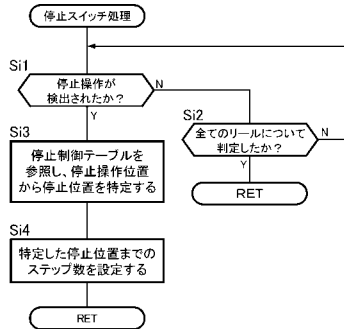 停止スイッチ処理
Si1
停止操作が
検出されたか?
N
Y
Si2
全てのリールについて
判定したか?
N
Y
RET
Si3
停止制御テーブルを
参照し、停止操作位置
から停止位置を特定する
Si4
特定した停止位置までの
ステップ数を設定する
RET